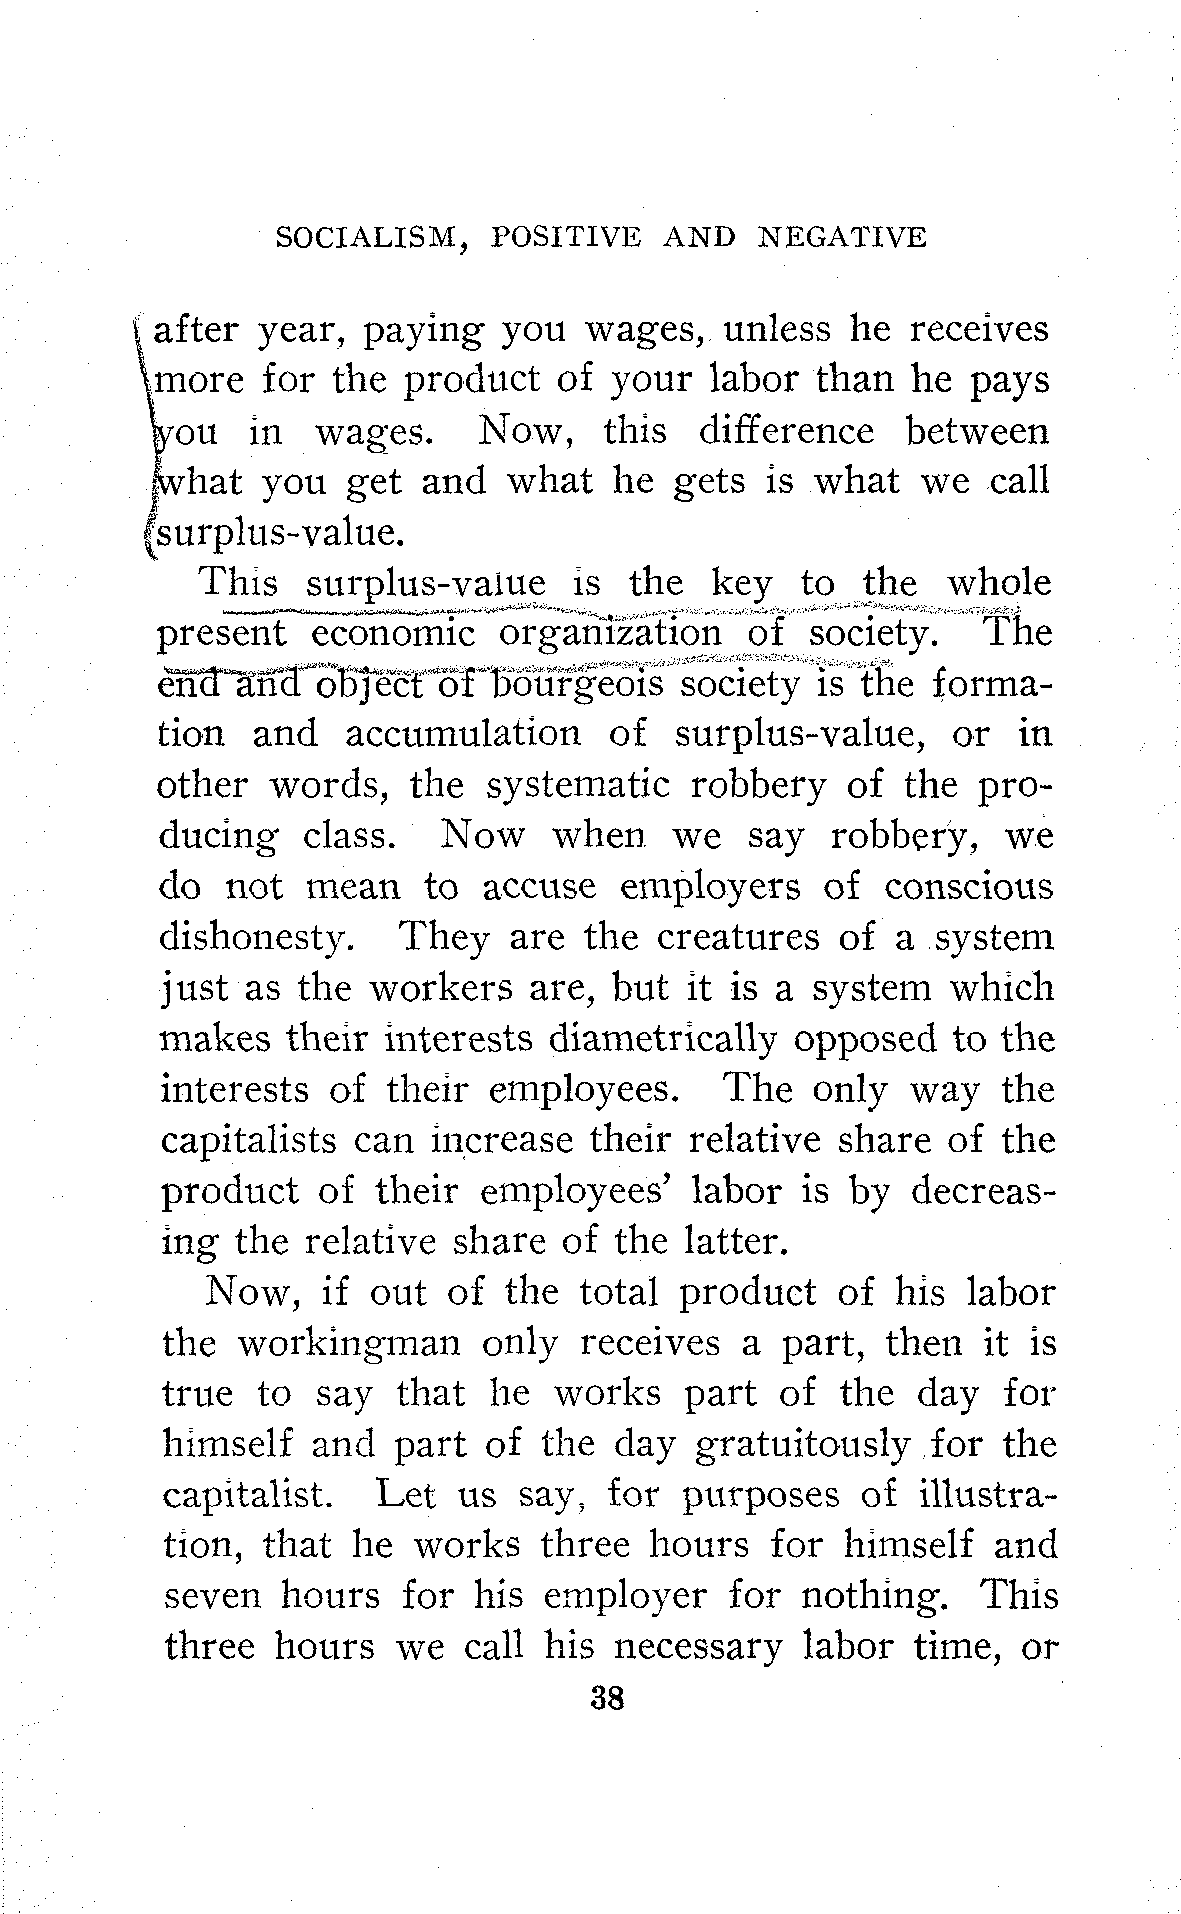 SOCIALISM, POSITIVE AND NEGATIVE
after year, paying you wages, unless he receives
more for the product of your labor than he pays
you in wages. Now, this difference between
what you get and what he gets is what we call
surplus-value.
This surplus-value is the key to the whole
present economic organization of society. The
end and object of bourgeois society is the forma-
tion and accumulation of surplus-value, or in
other words, the systematic robbery of the pro-
ducing class. Now when we say robbery, we
do not mean to accuse employers of conscious
dishonesty. They are the creatures of a system
just as the workers are, but it is a system which
makes their interests diametrically opposed to the
interests of their employees. The only way the
capitalists can increase their relative share of the
product of their employees' labor is by decreas-
ing the relative share of the latter.
Now, if out of the total product of his labor
the workingman only receives a part, then it is
true to say that he works part of the day for
himself and part of the day gratuitously for the
capitalist. Let us say, for purposes of illustra-
tion, that he works three hours for himself and
seven hours for his employer for nothing. This
three hours we call his necessary labor time, or
38